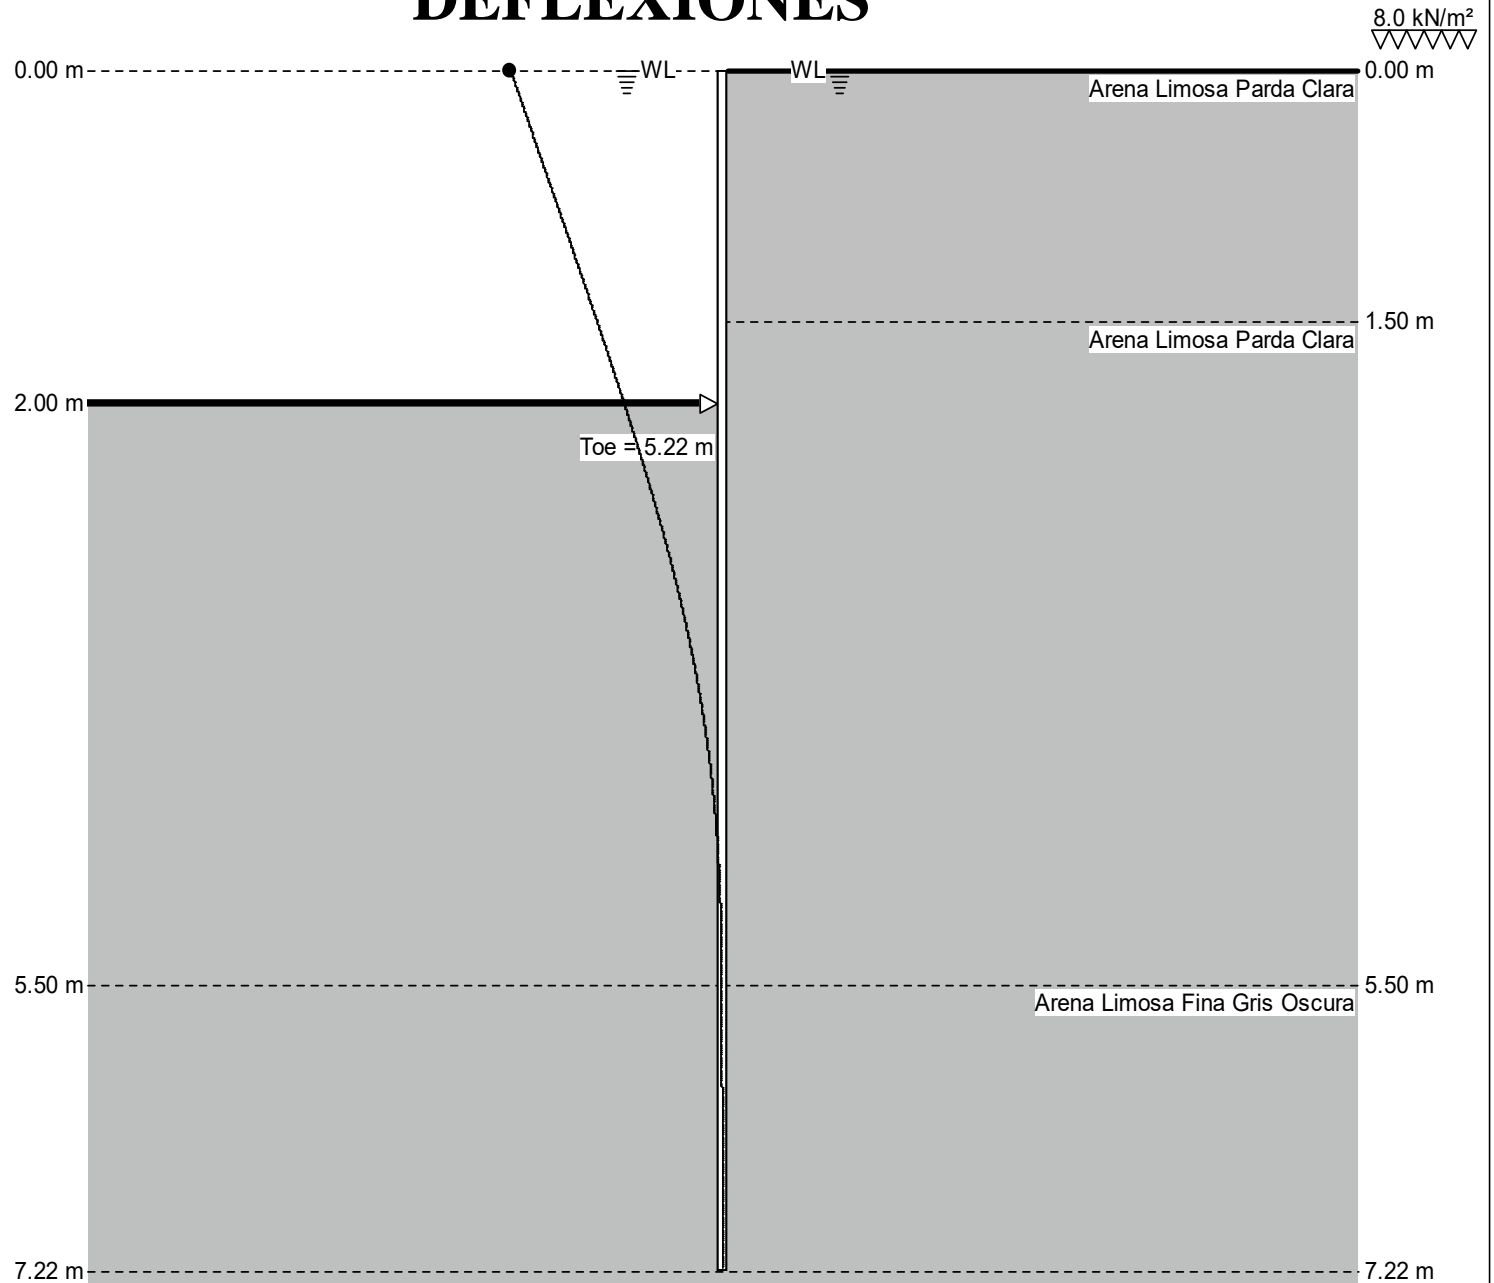 DEFLEXIONES
8.0 kN/m²
0.00 m
WL
WL
0.00 m
Arena Limosa Parda Clara
1.50 m
Arena Limosa Parda Clara
2.00 m
Toe = 5.22 m
5.50 m
5.50 m
Arena Limosa Fina Gris Oscura
7.22 m
7.22 m